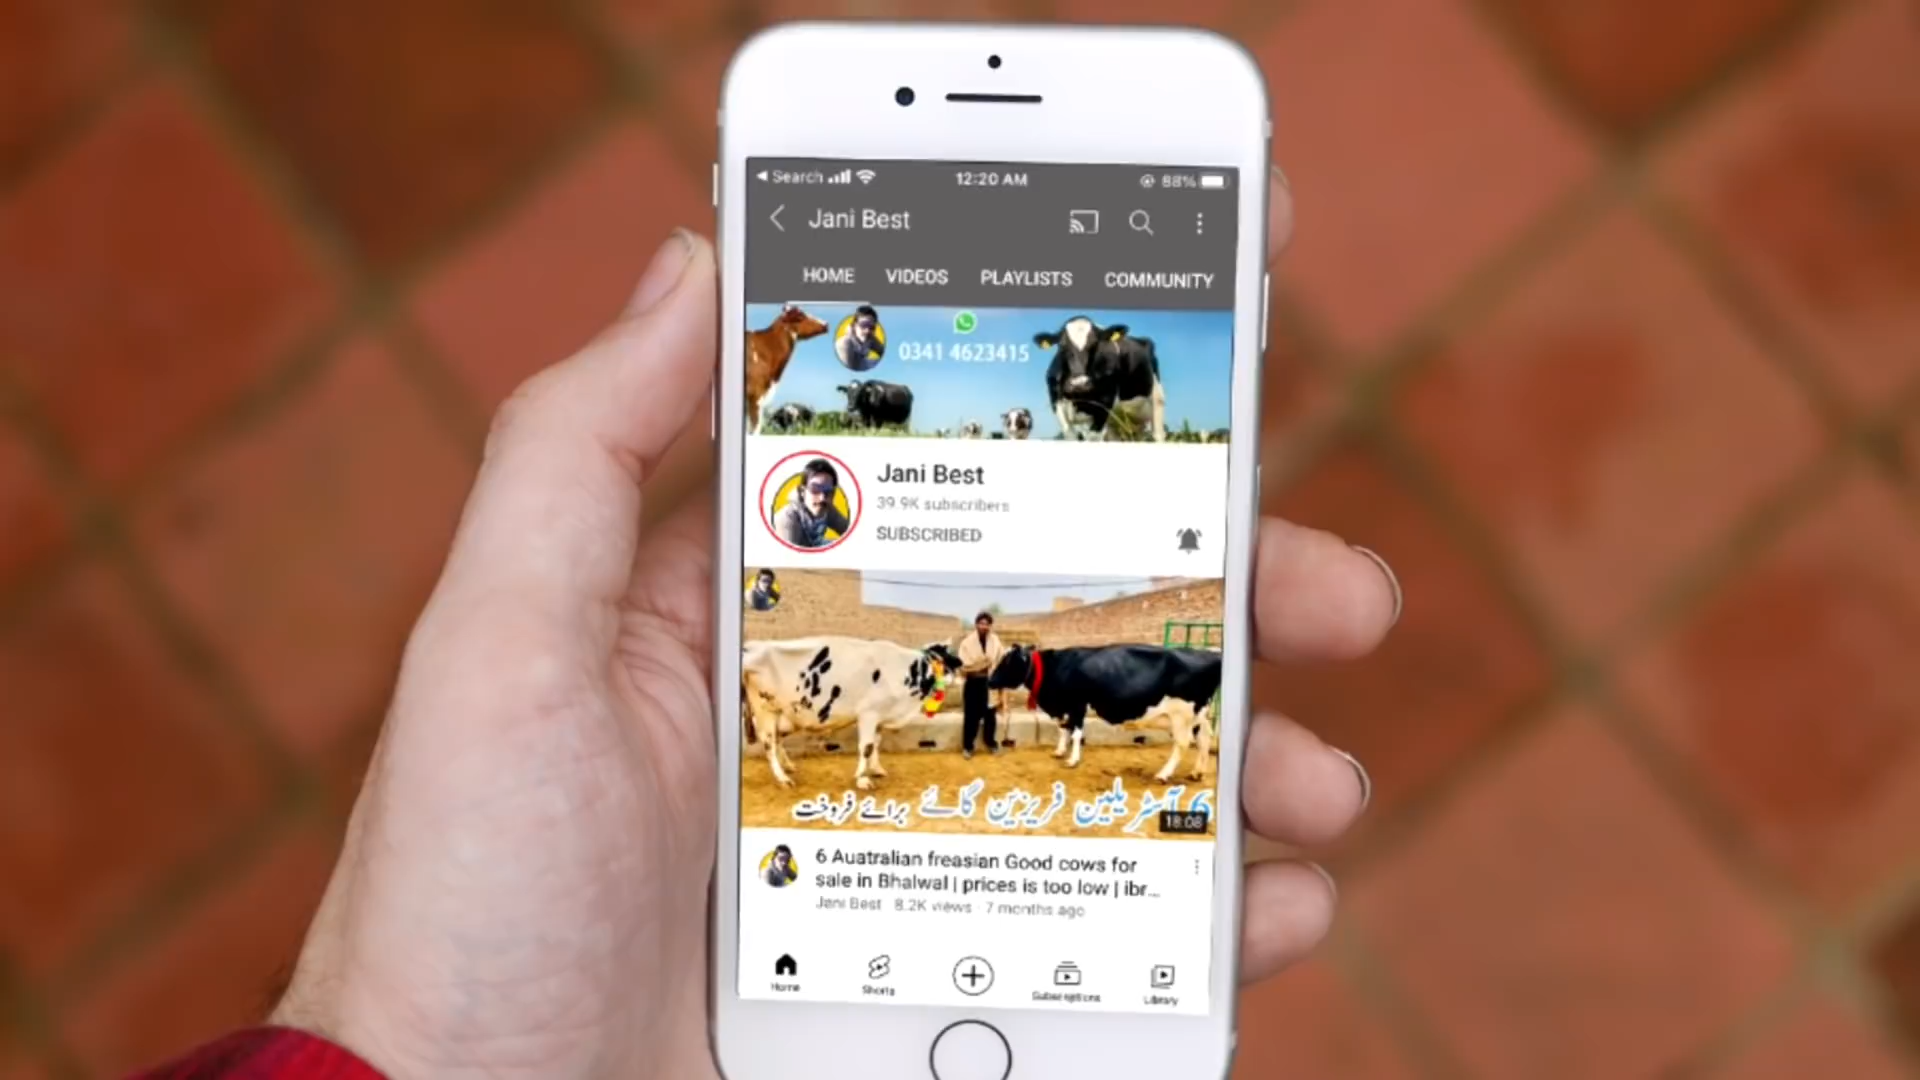 Search
12:20 AM
88%
Jani Best
HOME VIDEOS PLAYLISTS COMMUNITY
0341 4623415
Jani Best
39.9K subscribers
SUBSCRIBED
6 آسٹریلین فریزین گائے برائے فروخت
18:08
6 Auatralian freasian Good cows for
sale in Bhalwal | prices is too low | ibr...
Jani Best · 8.2K views · 7 months ago
Home Shorts Subscriptions Library